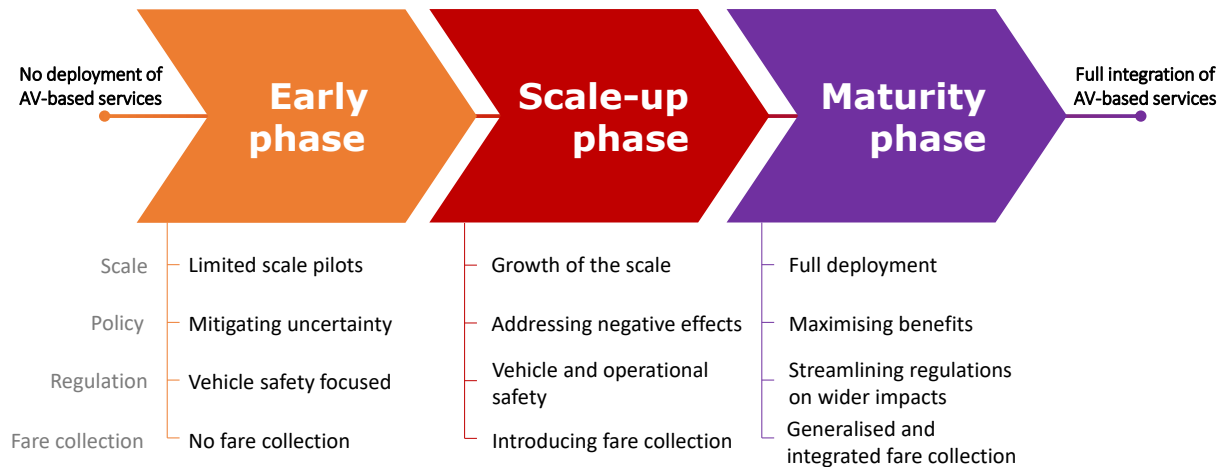 No deployment of
AV-based services
Early
phase
Scale-up
phase
Maturity
phase
Full integration of
AV-based services
Scale
Limited scale pilots
Growth of the scale
Full deployment
Policy
Mitigating uncertainty
Addressing negative effects
Maximising benefits
Regulation
Vehicle safety focused
Vehicle and operational
safety
Streamlining regulations
on wider impacts
Fare collection
No fare collection
Introducing fare collection
Generalised and
integrated fare collection